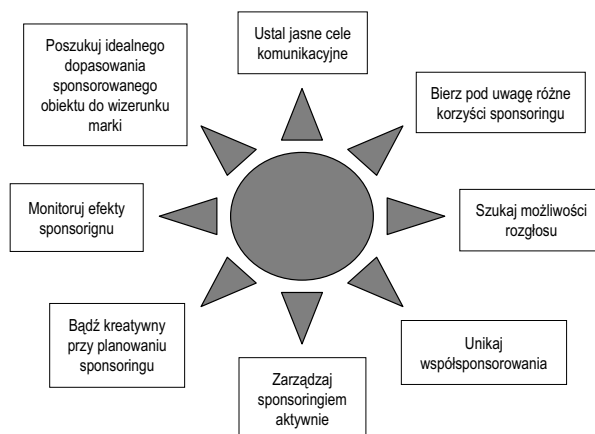 Ustal jasne cele
komunikacyjne
Bierz pod uwagę różne
korzyści sponsoringu
Szukaj możliwości
rozgłosu
Unikaj
współsponsorowania
Zarządzaj
sponsoringiem
aktywnie
Bądź kreatywny
przy planowaniu
sponsoringu
Monitoruj efekty
sponsorignu
Poszukuj idealnego
dopasowania
sponsorowanego
obiektu do wizerunku
marki